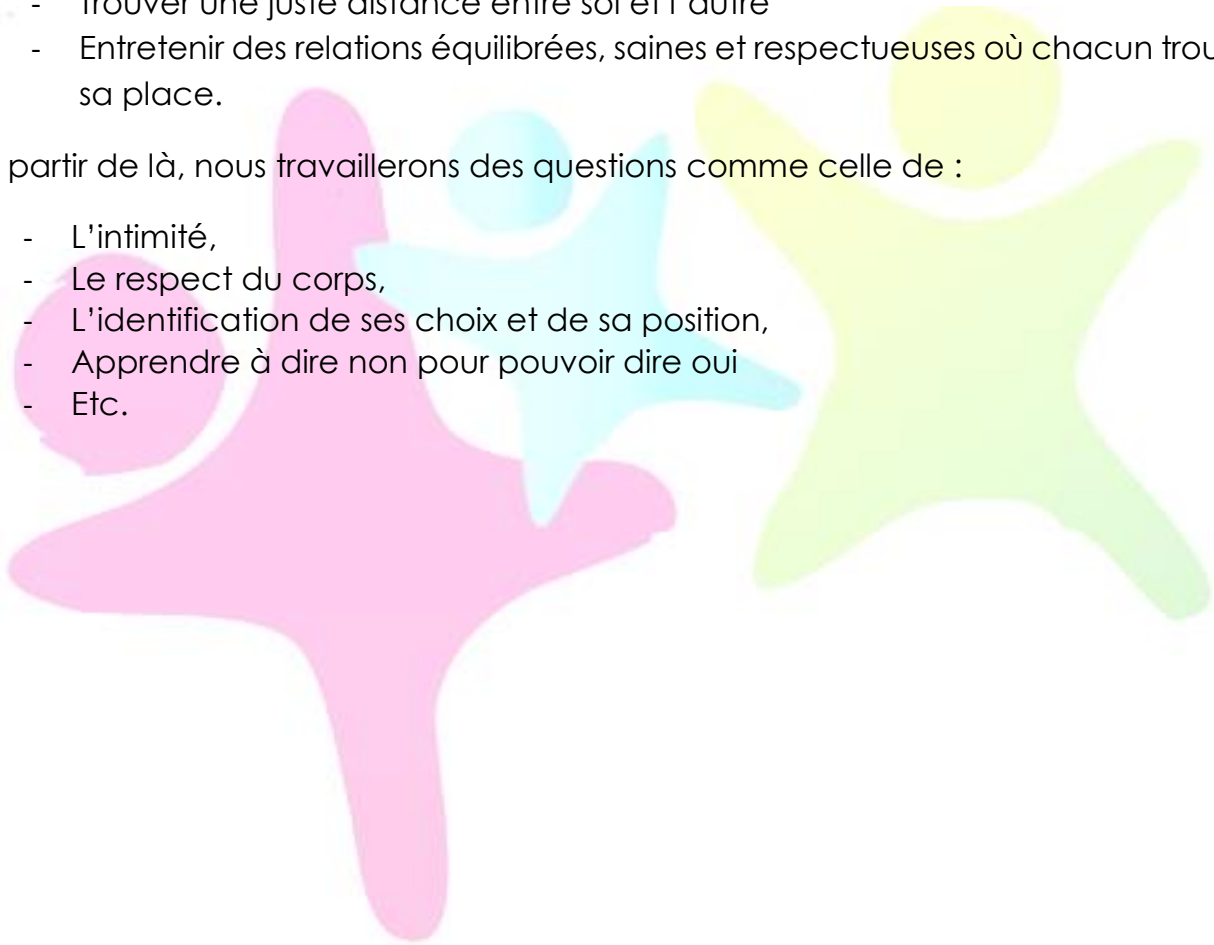 - Trouver une juste distance entre soi et l'autre
- Entretenir des relations équilibrées, saines et respectueuses où chacun trou
sa place.
partir de là, nous travaillerons des questions comme celle de :
- L'intimité,
- Le respect du corps,
- L'identification de ses choix et de sa position,
- Apprendre à dire non pour pouvoir dire oui
- Etc.